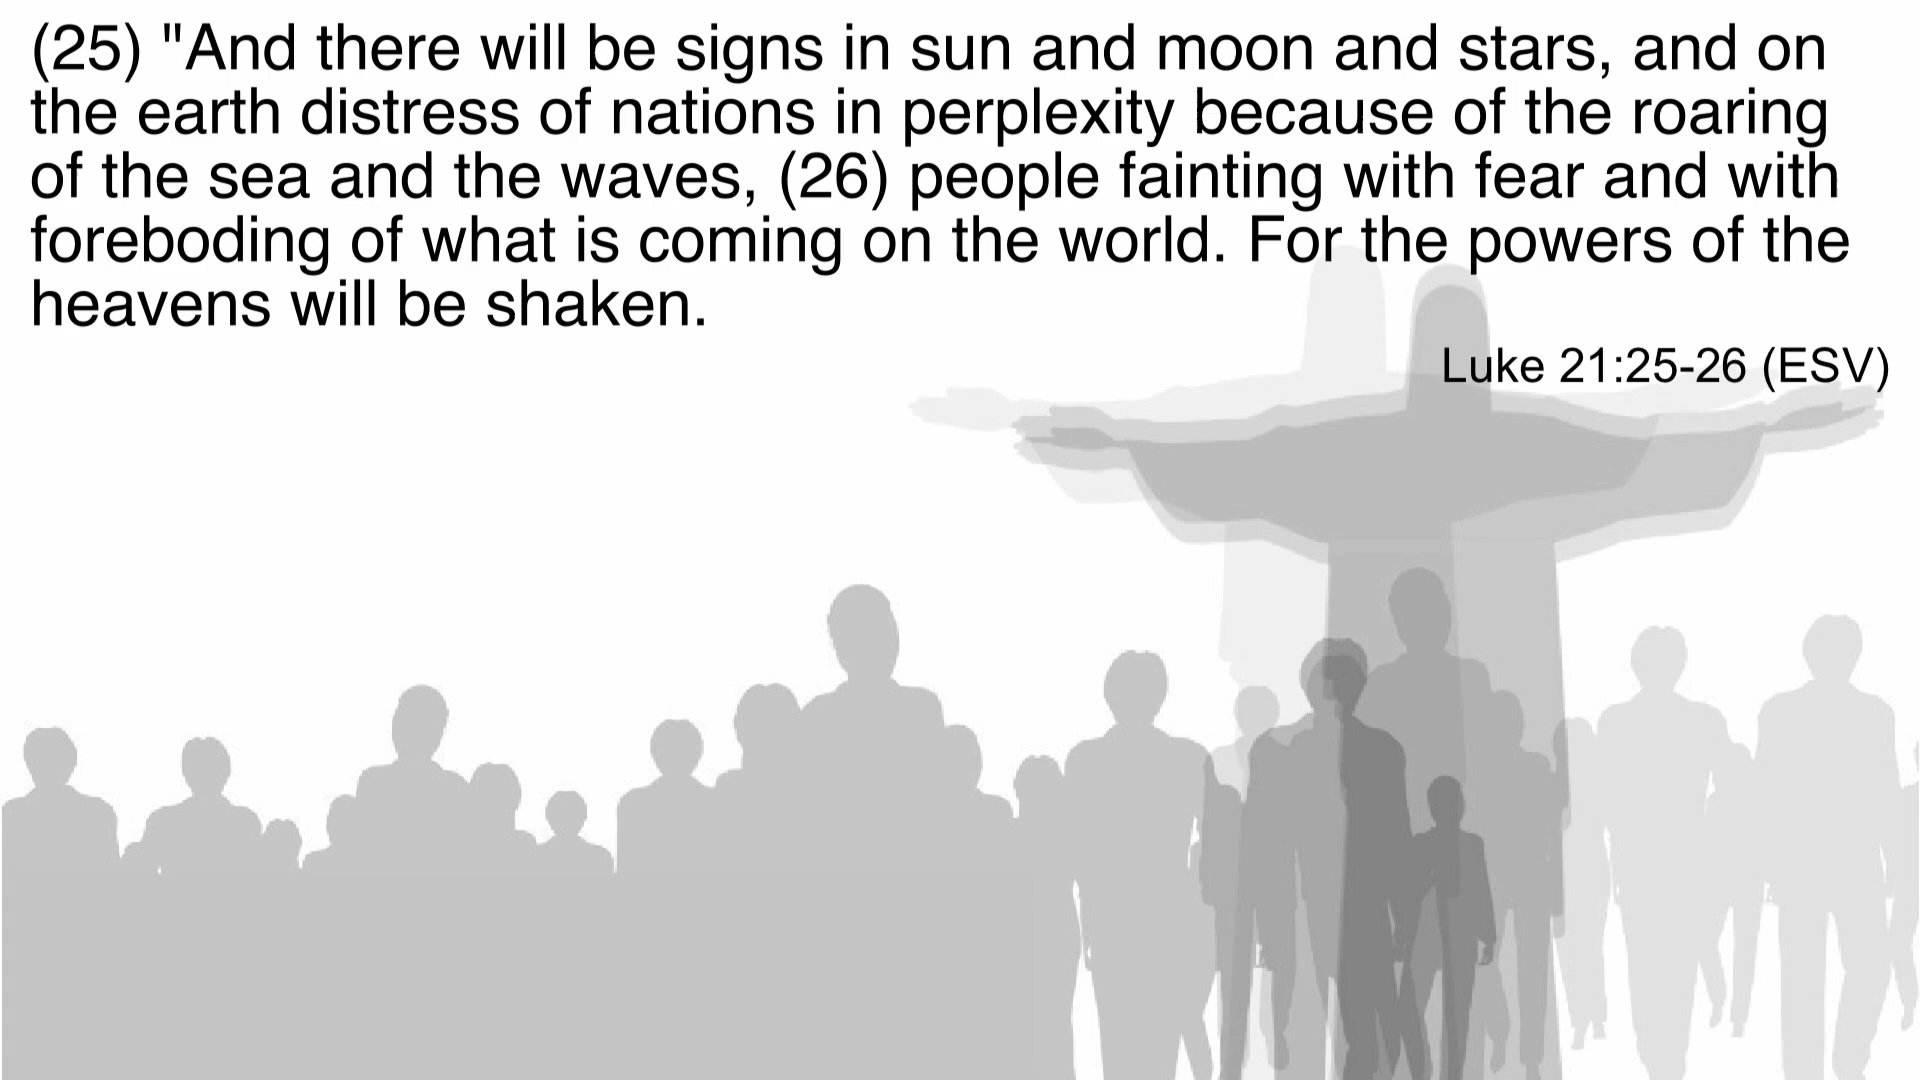 (25) "And there will be signs in sun and moon and stars, and on
the earth distress of nations in perplexity because of the roaring
of the sea and the waves, (26) people fainting with fear and with
foreboding of what is coming on the world. For the powers of the
heavens will be shaken.
Luke 21:25-26 (ESV)